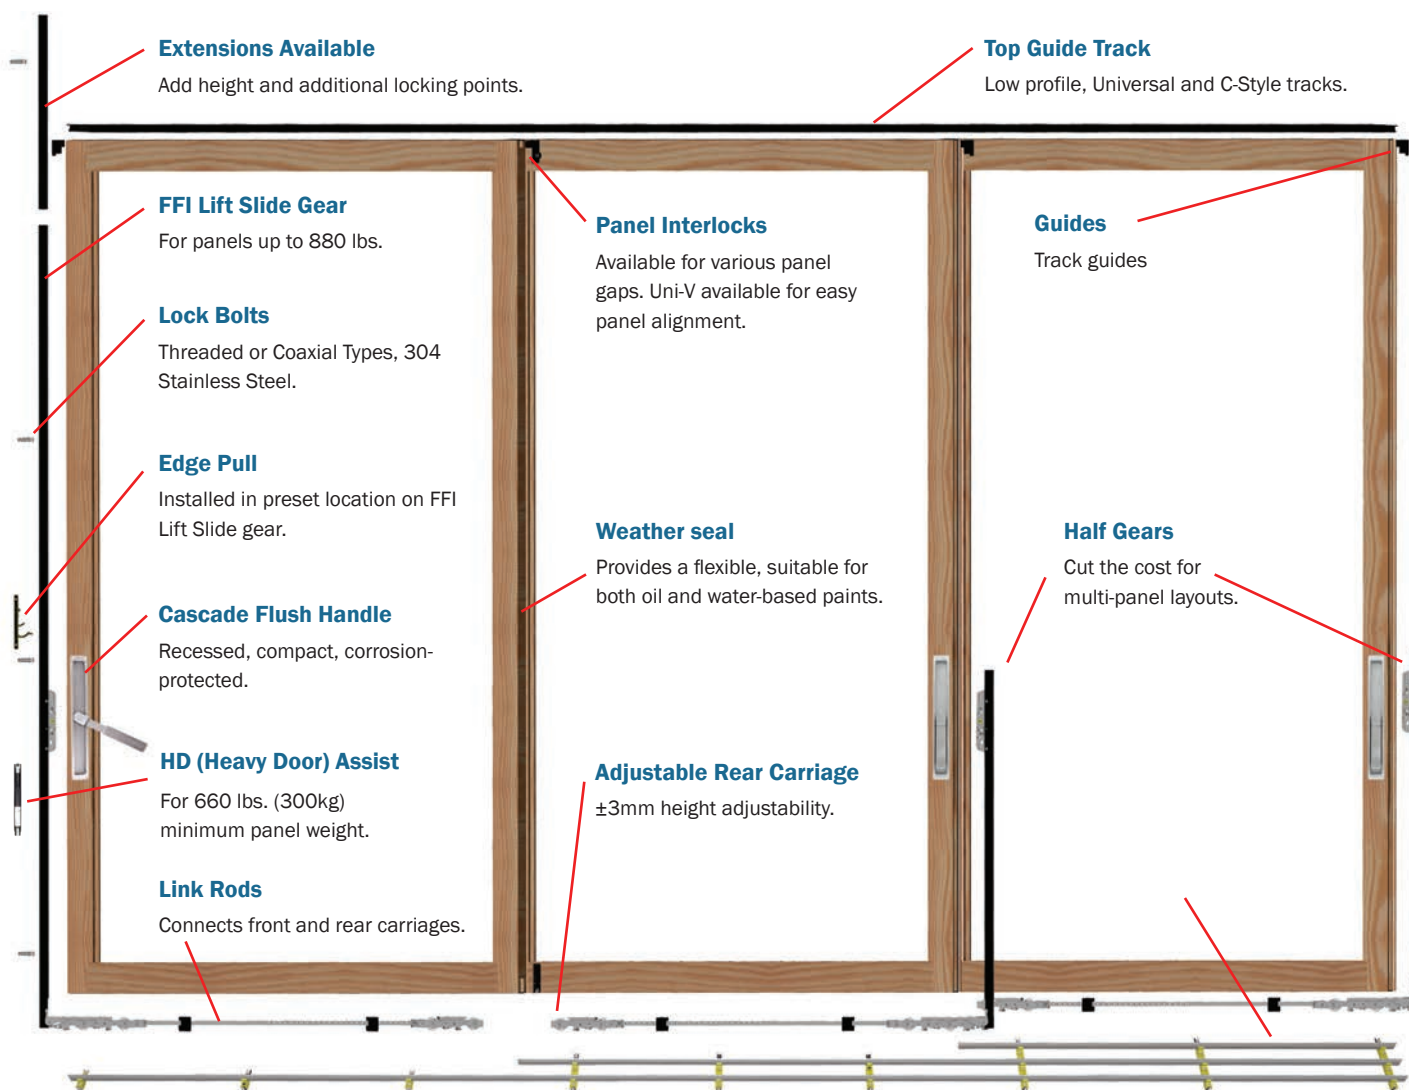 Extensions Available
Add height and additional locking points.
Top Guide Track
Low profile, Universal and C-Style tracks.
FFI Lift Slide Gear
For panels up to 880 lbs.
Lock Bolts
Threaded or Coaxial Types, 304
Stainless Steel.
Edge Pull
Installed in preset location on FFI
Lift Slide gear.
Cascade Flush Handle
Recessed, compact, corrosion-
protected.
HD (Heavy Door) Assist
For 660 lbs. (300kg)
minimum panel weight.
Link Rods
Connects front and rear carriages.
Panel Interlocks
Available for various panel
gaps. Uni-V available for easy
panel alignment.
Weather seal
Provides a flexible, suitable for
both oil and water-based paints.
Adjustable Rear Carriage
±3mm height adjustability.
Guides
Track guides
Half Gears
Cut the cost for
multi-panel layouts.